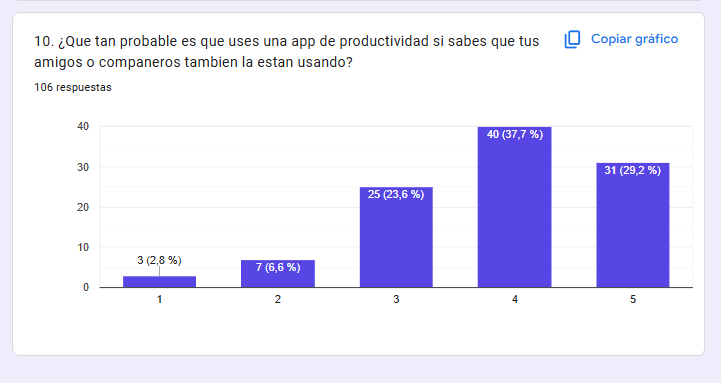 10. ¿Que tan probable es que uses una app de productividad si sabes que tus
amigos o companeros tambien la estan usando?
Copiar gráfico
106 respuestas
40
30
20
10
0
3 (2,8 %)
7 (6,6 %)
25 (23,6 %)
40 (37,7 %)
31 (29,2 %)
1
2
3
4
5